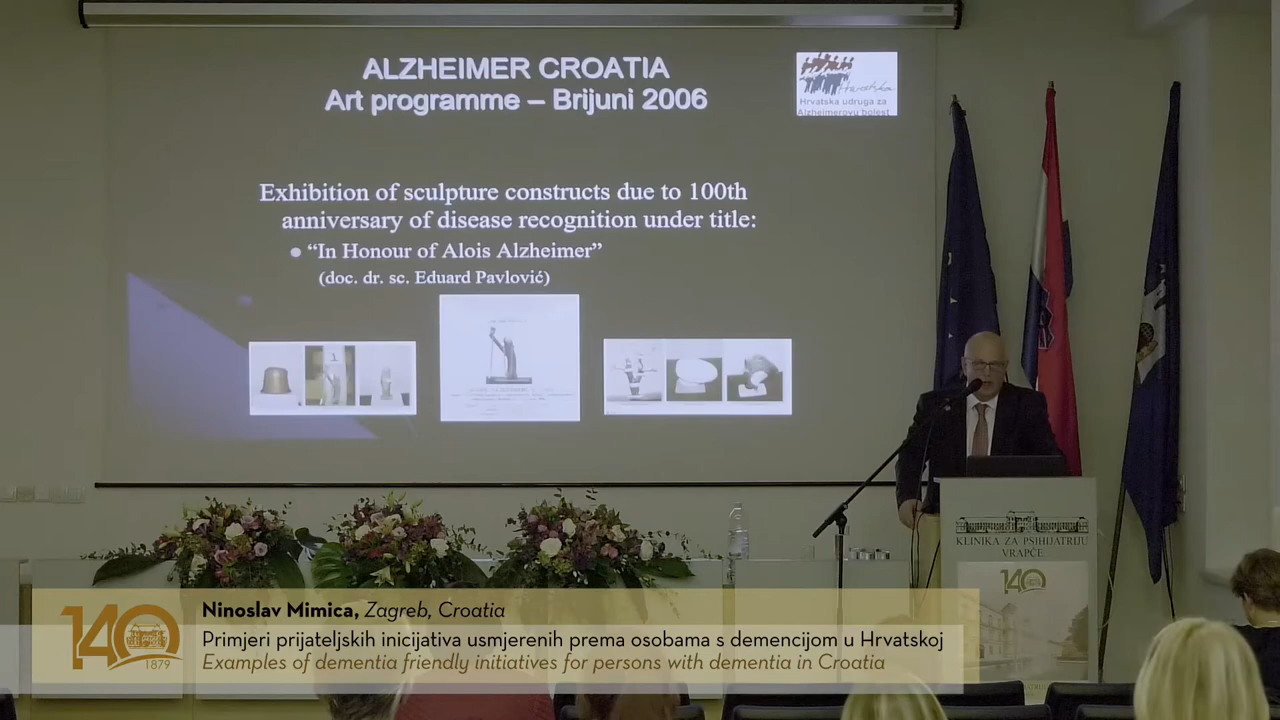 ALZHEIMER CROATIA
Art programme – Brijuni 2006
Hrvatska
Hrvatska udruga za
Alzheimerovu bolest
Exhibition of sculpture constructs due to 100th
anniversary of disease recognition under title:
● “In Honour of Alois Alzheimer”
(doc. dr. sc. Eduard Pavlović)
KLINIKA ZA PSIHIJATRIJU
VRAPČE
140
140
1879
Ninoslav Mimica, Zagreb, Croatia
Primjeri prijateljskih inicijativa usmjerenih prema osobama s demencijom u Hrvatskoj
Examples of dementia friendly initiatives for persons with dementia in Croatia